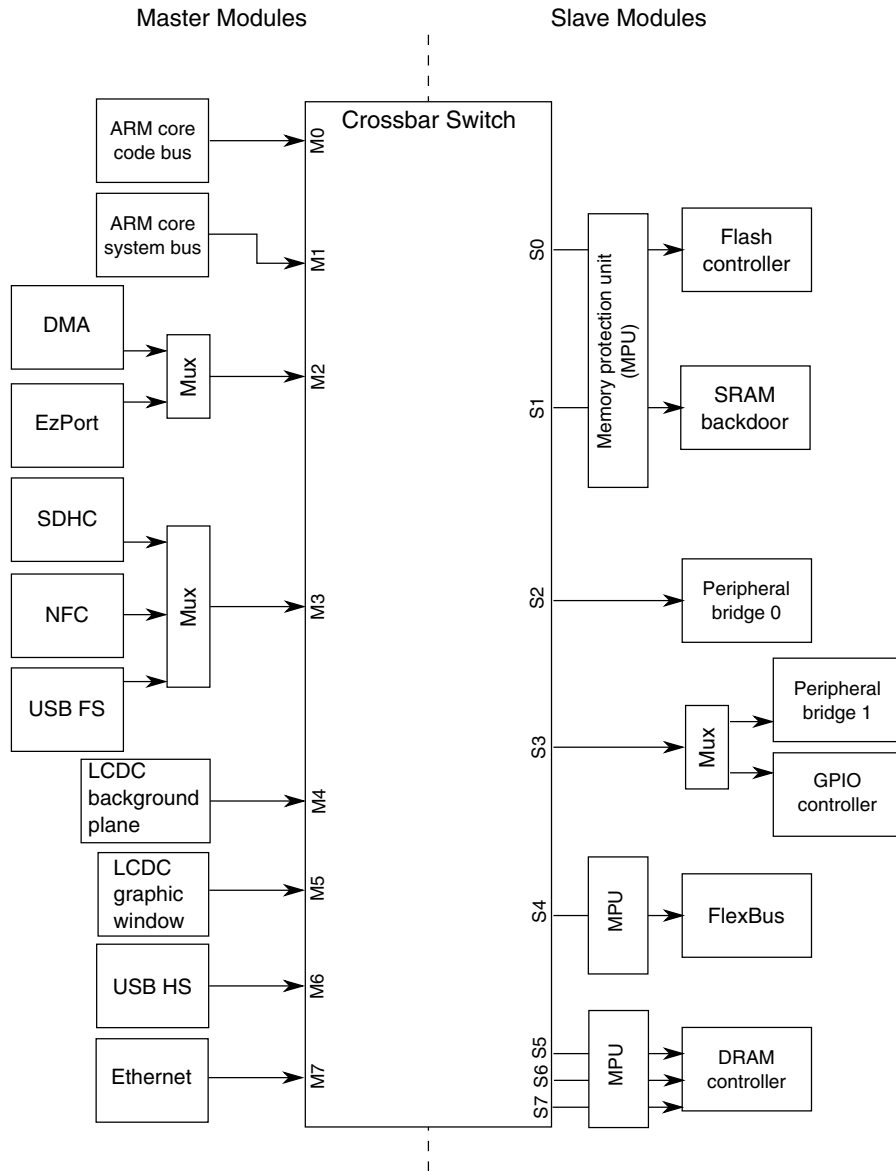 Master Modules
Slave Modules
Crossbar Switch
ARM core
code bus
M0
ARM core
system bus
M1
DMA
EzPort
Mux
M2
SDHC
NFC
USB FS
Mux
M3
LCDC
background
plane
M4
LCDC
graphic
window
M5
USB HS
M6
Ethernet
M7
S0
S1
Memory protection unit
(MPU)
Flash
controller
SRAM
backdoor
S2
Peripheral
bridge 0
S3
Mux
Peripheral
bridge 1
GPIO
controller
S4
MPU
FlexBus
S5
S6
S7
MPU
DRAM
controller